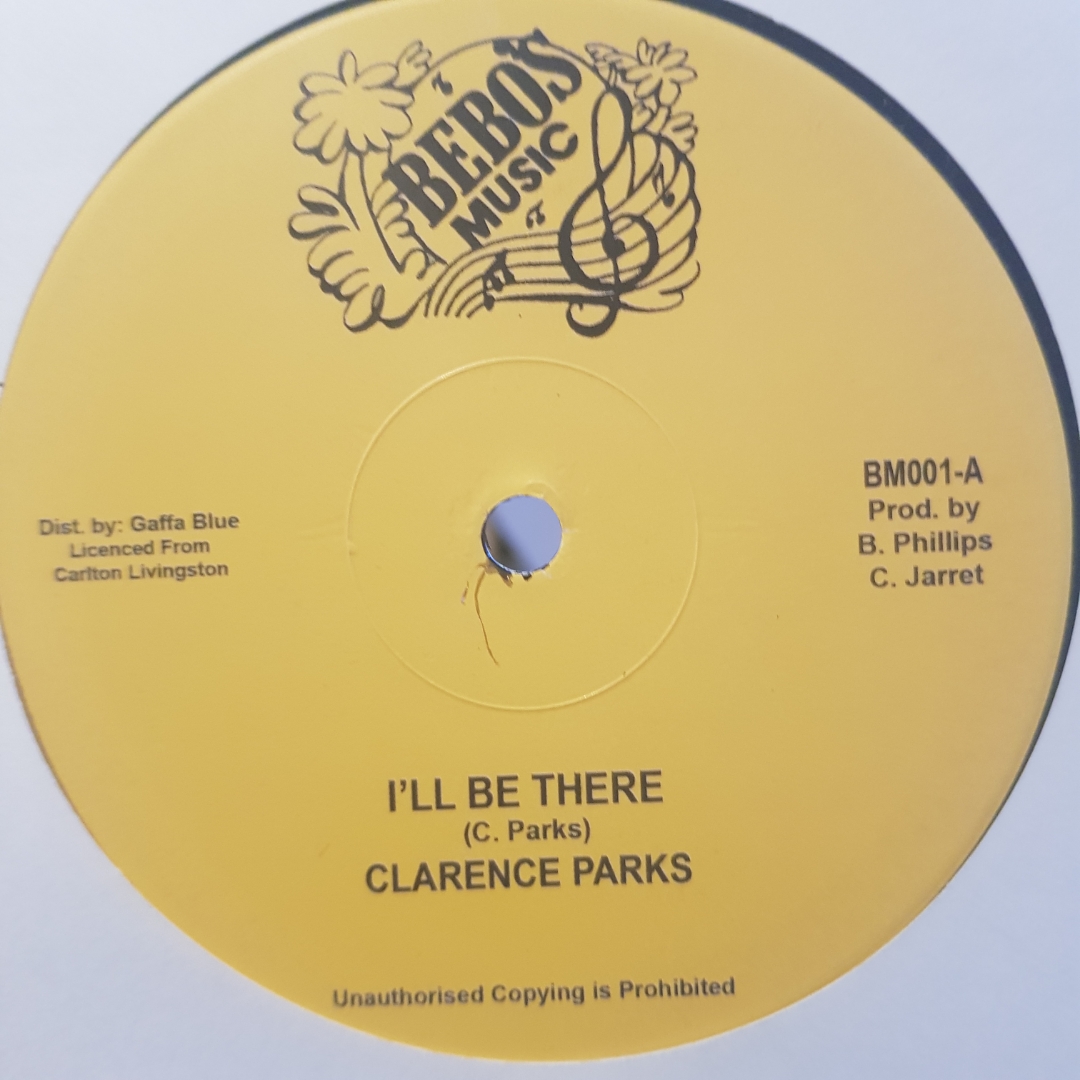 BEBO'S
MUSIC
BM001-A
Prod. by
B. Phillips
C. Jarret
Dist. by: Gaffa Blue
Licenced From
Carlton Livingston
I'LL BE THERE
(C. Parks)
CLARENCE PARKS
Unauthorised Copying is Prohibited